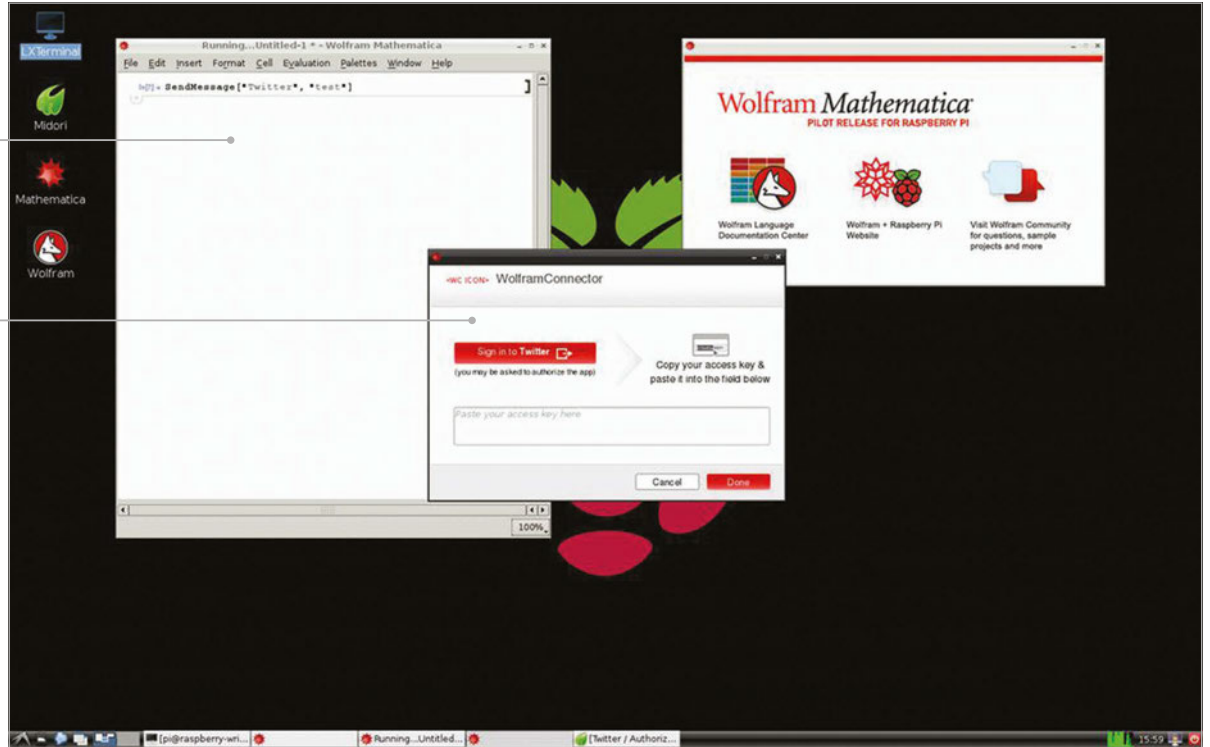 LXTerminal
Midori
Mathematica
Wolfram
Running...Untitled-1 * - Wolfram Mathematica
File Edit Insert Format Cell Evaluation Palettes Window Help
SendMessage["Twitter", "test"]
100%
Wolfram Mathematica
PILOT RELEASE FOR RASPBERRY PI
Wolfram Language
Documentation Center
Wolfram + Raspberry Pi
Website
Visit Wolfram Community
for questions, sample
projects and more
<WC ICON> WolframConnector
Sign in to Twitter
(you may be asked to authorize the app)
Copy your access key &
paste it into the field below
Paste your access key here
Cancel
Done
[pi@raspberry-wri...
Running...Untitled...
[Twitter / Authoriz...
15:59